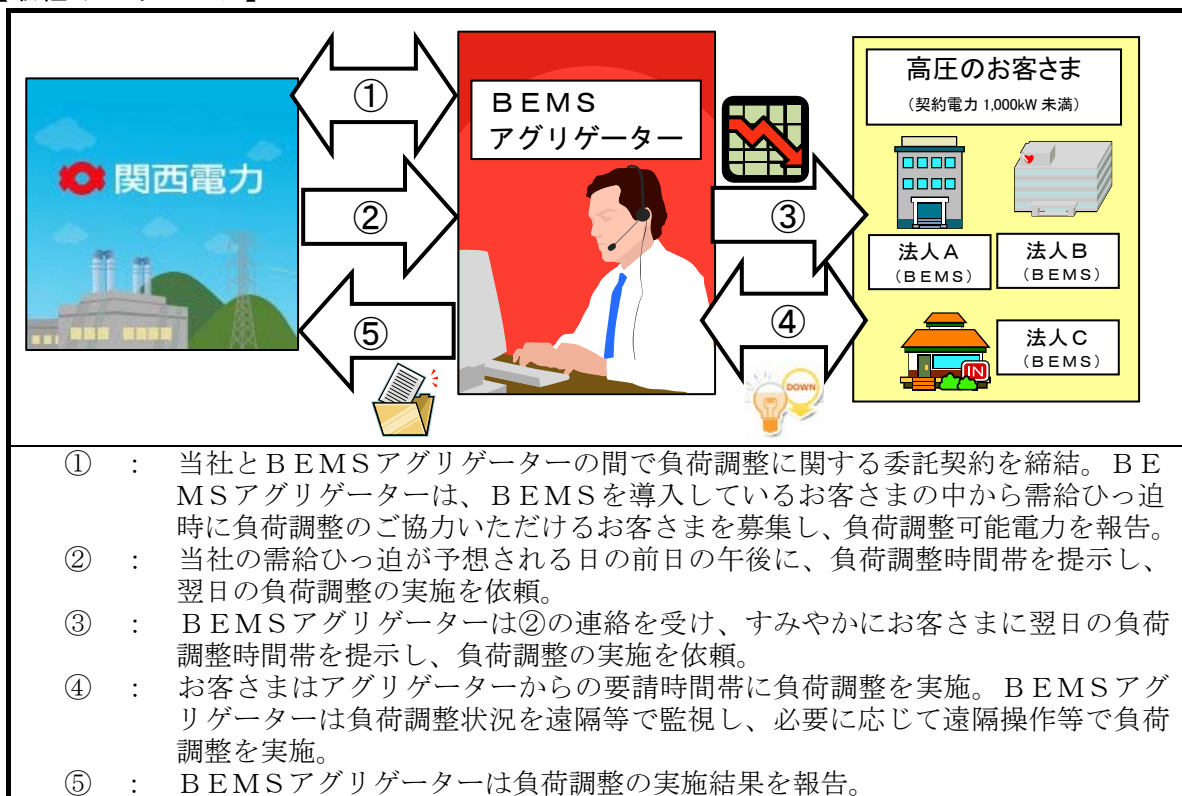 ①
BEMS
アグリゲーター
高圧のお客さま
(契約電力 1,000kW 未満)
関西電力
②
③
法人A
(BEMS)
法人B
(BEMS)
⑤
④
DOWN
法人C
(BEMS)
IN
① : 当社とBEMSアグリゲーターの間で負荷調整に関する委託契約を締結。BE
MSアグリゲーターは、BEMSを導入しているお客さまの中から需給ひっ迫
時に負荷調整のご協力いただけるお客さまを募集し、負荷調整可能電力を報告。
② : 当社の需給ひっ迫が予想される日の前日の午後に、負荷調整時間帯を提示し、
翌日の負荷調整の実施を依頼。
③ : BEMSアグリゲーターは②の連絡を受け、すみやかにお客さまに翌日の負荷
調整時間帯を提示し、負荷調整の実施を依頼。
④ : お客さまはアグリゲーターからの要請時間帯に負荷調整を実施。BEMSアグ
リゲーターは負荷調整状況を遠隔等で監視し、必要に応じて遠隔操作等で負荷
調整を実施。
⑤ : BEMSアグリゲーターは負荷調整の実施結果を報告。